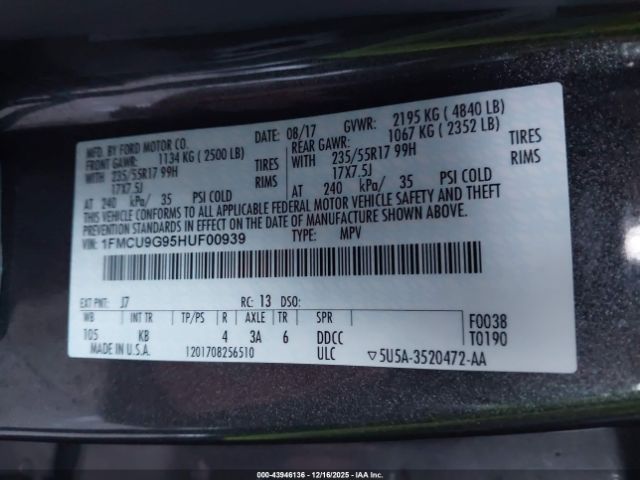 MFD. BY FORD MOTOR CO.
DATE: 08/17 GVWR: 2195 KG ( 4840 LB)
FRONT GAWR: 1134 KG ( 2500 LB)
REAR GAWR: 1067 KG ( 2352 LB)
WITH 235/55R17 99H TIRES
WITH 235/55R17 99H TIRES
17X7.5J RIMS
17X7.5J RIMS
AT 240 kPa/ 35 PSI COLD
AT 240 kPa/ 35 PSI COLD
THIS VEHICLE CONFORMS TO ALL APPLICABLE FEDERAL MOTOR VEHICLE SAFETY AND THEFT
PREVENTION STANDARDS IN EFFECT ON THE DATE OF MANUFACTURE SHOWN ABOVE.
VIN: 1FMCU9G95HUF00939 TYPE: MPV
EXT PNT: J7 RC: 13 DSO:
WB INT TR TP/PS R AXLE TR SPR
105 KB 4 3A 6 DDCC
F0038
T0190
MADE IN U.S.A. 1201708256510 ULC ▽5U5A-3520472-AA
© 43946136 - 12/16/2025 - IAA Inc.